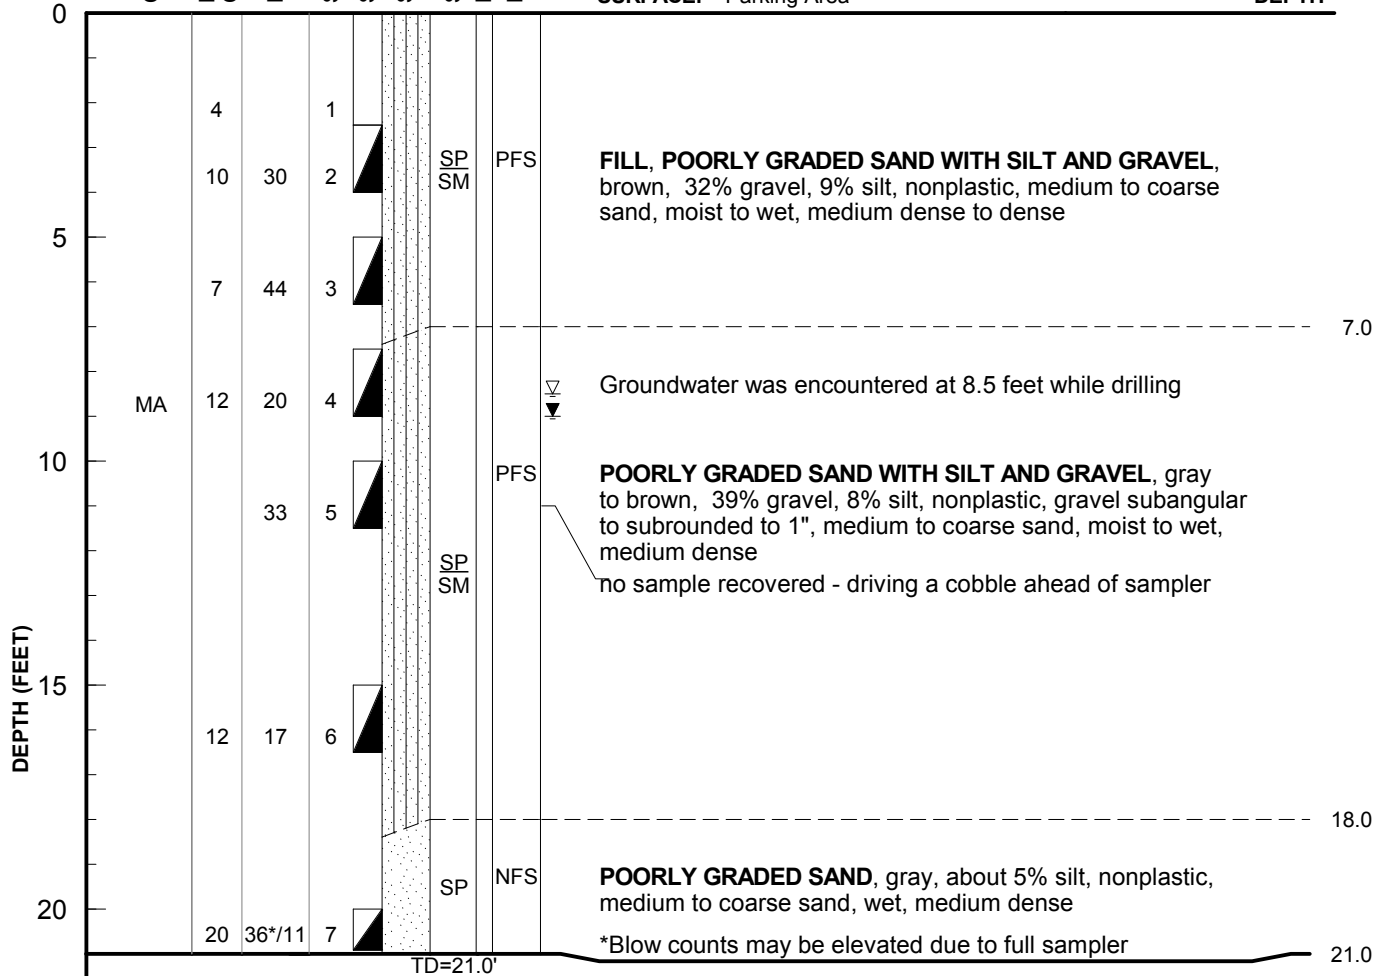 SURFACE: Parking Area
DEPTH
0
4 1
10 30 2
SP
SM
PFS
FILL, POORLY GRADED SAND WITH SILT AND GRAVEL,
brown, 32% gravel, 9% silt, nonplastic, medium to coarse
sand, moist to wet, medium dense to dense
5
7 44 3
7.0
MA 12 20 4
Groundwater was encountered at 8.5 feet while drilling
10
33 5
PFS
POORLY GRADED SAND WITH SILT AND GRAVEL, gray
to brown, 39% gravel, 8% silt, nonplastic, gravel subangular
to subrounded to 1", medium to coarse sand, moist to wet,
medium dense
SP
SM
no sample recovered - driving a cobble ahead of sampler
DEPTH (FEET)
15
12 17 6
18.0
SP
NFS
POORLY GRADED SAND, gray, about 5% silt, nonplastic,
medium to coarse sand, wet, medium dense
20
20 36*/11 7
*Blow counts may be elevated due to full sampler
21.0
TD=21.0'